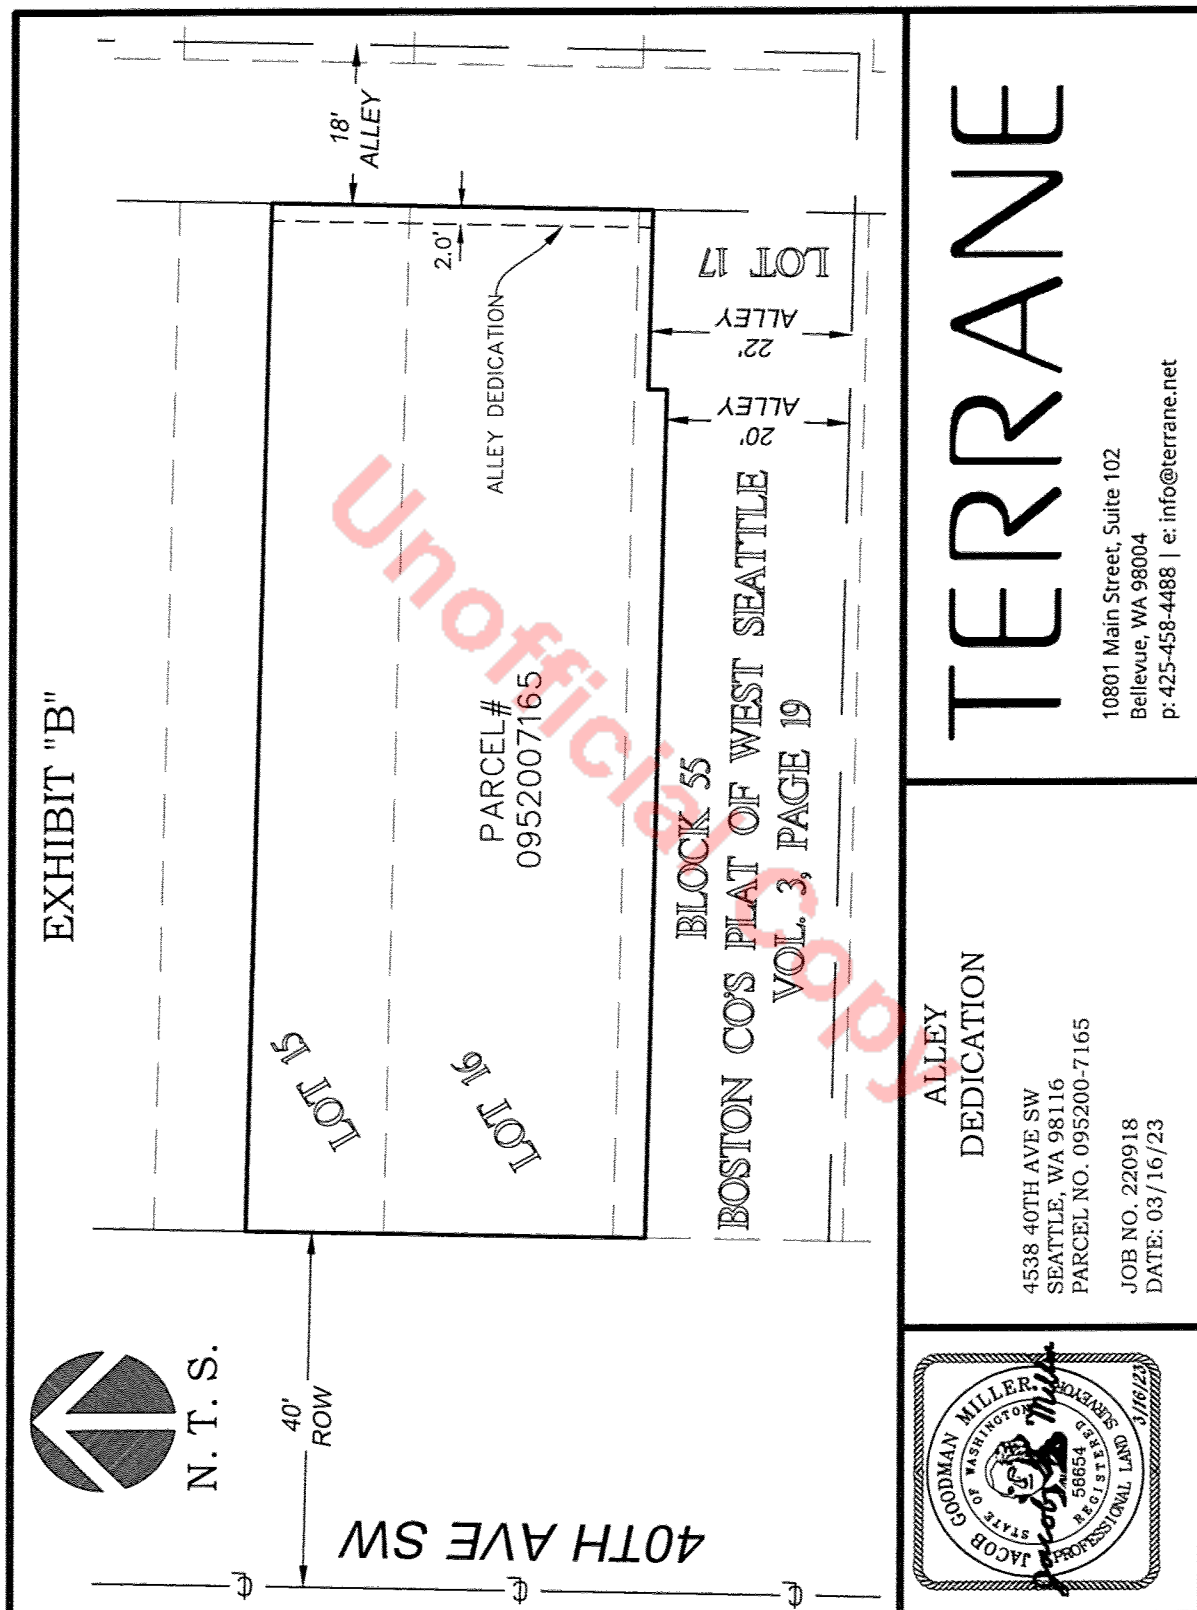 EXHIBIT "B"
N. T. S.
40TH AVE SW
40'
ROW
LOT 15
LOT 16
PARCEL#
0952007165
ALLEY DEDICATION
2.0'
18'
ALLEY
LOT 17
22'
ALLEY
20'
ALLEY
BLOCK 55
BOSTON CO'S PLAT OF WEST SEATTLE
VOL. 3, PAGE 19
Unofficial Copy
JACOB GOODMAN MILLER
STATE OF WASHINGTON
58654
REGISTERED
PROFESSIONAL LAND SURVEYOR
Jacob Miller
3/16/23
ALLEY
DEDICATION
4538 40TH AVE SW
SEATTLE, WA 98116
PARCEL NO. 095200-7165
JOB NO. 220918
DATE: 03/16/23
TERRANE
10801 Main Street, Suite 102
Bellevue, WA 98004
p: 425-458-4488 | e: info@terrane.net